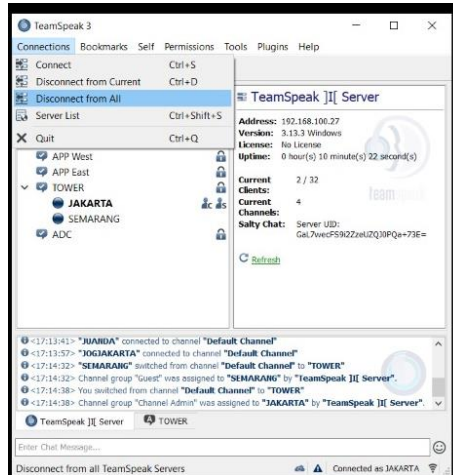 TeamSpeak 3
Connections Bookmarks Self Permissions Tools Plugins Help
Connect Ctrl+S
Disconnect from Current Ctrl+D
Disconnect from All
Server List Ctrl+Shift+S
Quit Ctrl+Q
APP West
APP East
TOWER
JAKARTA
SEMARANG
ADC
TeamSpeak ]I[ Server
Address: 192.168.100.27
Version: 3.13.3 Windows
License: No License
Uptime: 0 hour(s) 10 minute(s) 22 second(s)
Current Clients: 2 / 32
Current Channels: 4
Salty Chat: Server UID:
Refresh
team
<17:13:41> "JUANDA" connected to channel "Default Channel"
<17:13:57> "JOGJAKARTA" connected to channel "Default Channel"
<17:14:32> "SEMARANG" switched from channel "Default Channel" to "TOWER"
<17:14:32> Channel group "Guest" was assigned to "SEMARANG" by "TeamSpeak ]I[ Server".
<17:14:38> You switched from channel "Default Channel" to "TOWER"
<17:14:38> Channel group "Channel Admin" was assigned to "JAKARTA" by "TeamSpeak ]I[ Server".
TeamSpeak ]I[ Server TOWER
Enter Chat Message...
Disconnect from all TeamSpeak Servers Connected as JAKARTA